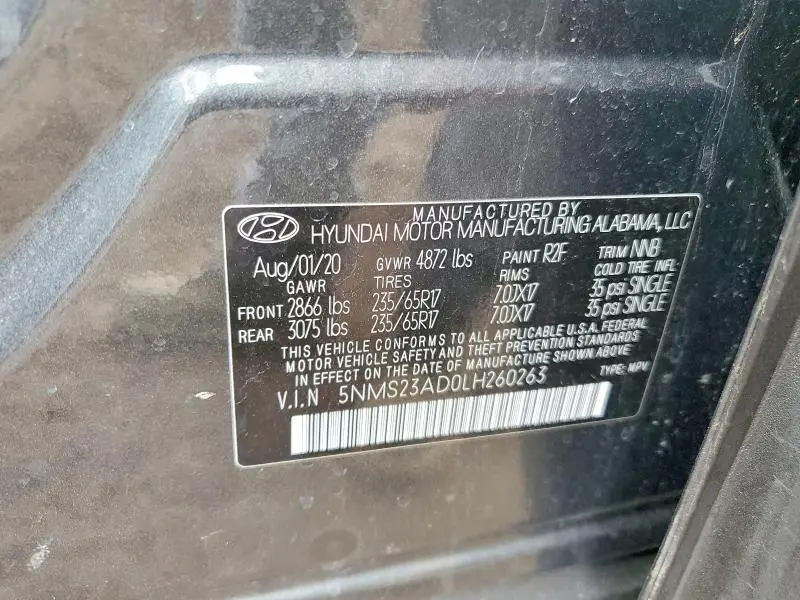 MANUFACTURED BY
HYUNDAI MOTOR MANUFACTURING ALABAMA, LLC
Aug/01/20 GVWR 4872 lbs PAINT R2F TRIM NNB
GAWR TIRES RIMS COLD TIRE INFL.
FRONT 2866 lbs 235/65R17 7.0JX17 35 psi SINGLE
REAR 3075 lbs 235/65R17 7.0JX17 35 psi SINGLE
THIS VEHICLE CONFORMS TO ALL APPLICABLE U.S.A. FEDERAL
MOTOR VEHICLE SAFETY AND THEFT PREVENTION STANDARDS
IN EFFECT ON THE DATE OF MANUFACTURE SHOWN ABOVE
V.I.N 5NMS23AD0LH260263 TYPE: MPV